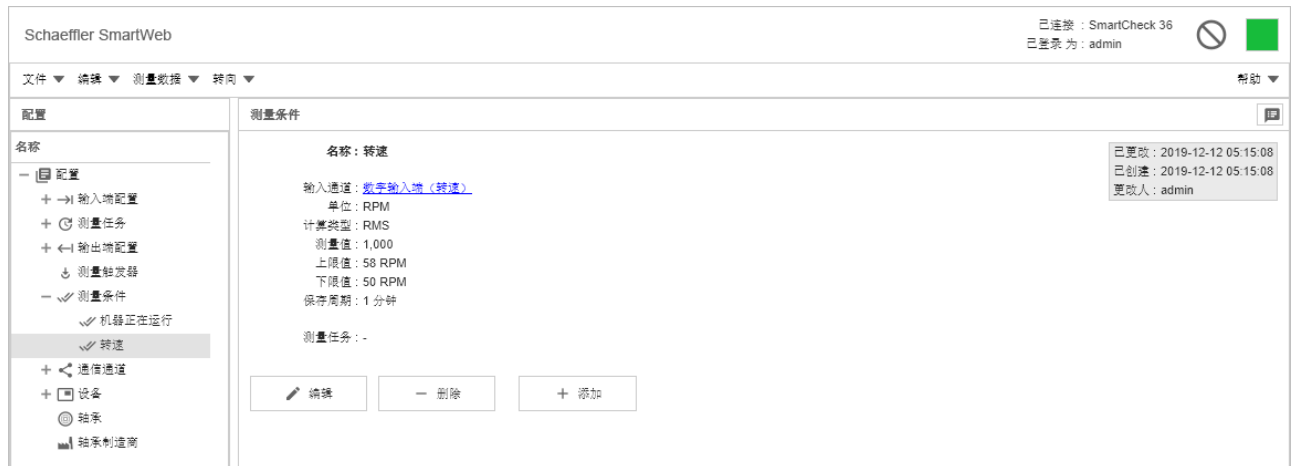 Schaeffler SmartWeb
已连接 : SmartCheck 36
已登录 为 : admin
文件 编辑 测量数据 转向 帮助
配置
测量条件
名称
配置
输入端配置
测量任务
输出端配置
测量触发器
测量条件
机器正在运行
转速
通信通道
设备
轴承
轴承制造商
名称 : 转速
输入通道 : 数字输入端（转速）
单位 : RPM
计算类型 : RMS
测量值 : 1,000
上限值 : 58 RPM
下限值 : 50 RPM
保存周期 : 1 分钟
测量任务 : -
已更改 : 2019-12-12 05:15:08
已创建 : 2019-12-12 05:15:08
更改人 : admin
编辑 删除 添加